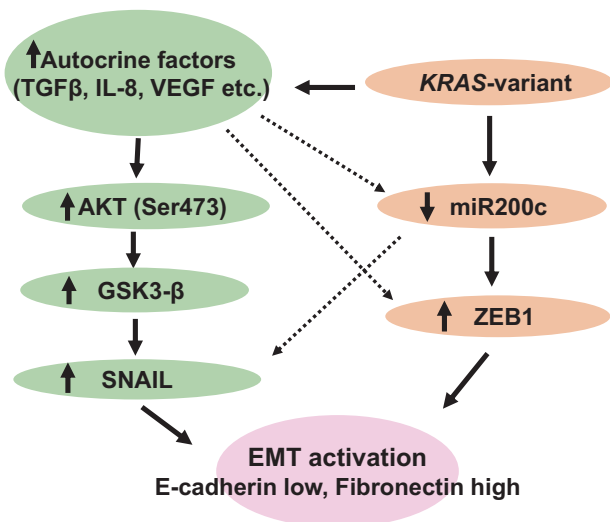 Autocrine factors
(TGFβ, IL-8, VEGF etc.)
KRAS-variant
AKT (Ser473)
miR200c
GSK3-β
ZEB1
SNAIL
EMT activation
E-cadherin low, Fibronectin high